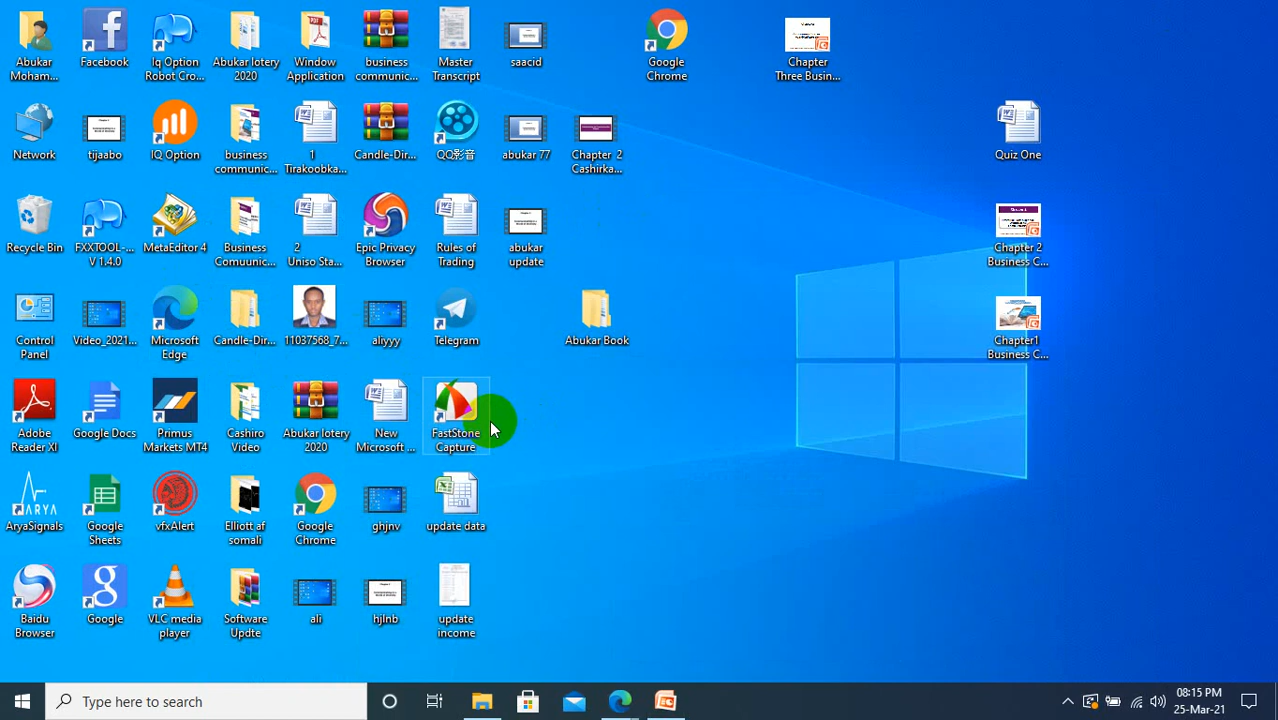 Abukar
Moham...
Facebook
Iq Option
Robot Cro...
Abukar lotery
2020
Window
Application
business
communic...
Master
Transcript
saacid
Google
Chrome
Chapter
Three Busin...
Network
tijaabo
IQ Option
business
communic...
1
Tirakoobka...
Candle-Dir...
QQ影音
abukar 77
Chapter 2
Cashirka...
Quiz One
Recycle Bin
FXXTOOL-...
V 1.4.0
MetaEditor 4
Business
Comuunic...
2
Uniso Sta...
Epic Privacy
Browser
Rules of
Trading
abukar
update
Chapter 2
Business C...
Control
Panel
Video_2021...
Microsoft
Edge
Candle-Dir...
11037568_7...
aliyyy
Telegram
Abukar Book
Chapter1
Business C...
Adobe
Reader XI
Google Docs
Primus
Markets MT4
Cashiro
Video
Abukar lotery
2020
New
Microsoft ...
FastStone
Capture
ARYA
AryaSignals
Google
Sheets
vfxAlert
Elliott af
somali
Google
Chrome
ghjnv
update data
Baidu
Browser
Google
VLC media
player
Software
Updte
ali
hjlnb
update
income
Type here to search
08:15 PM
25-Mar-21